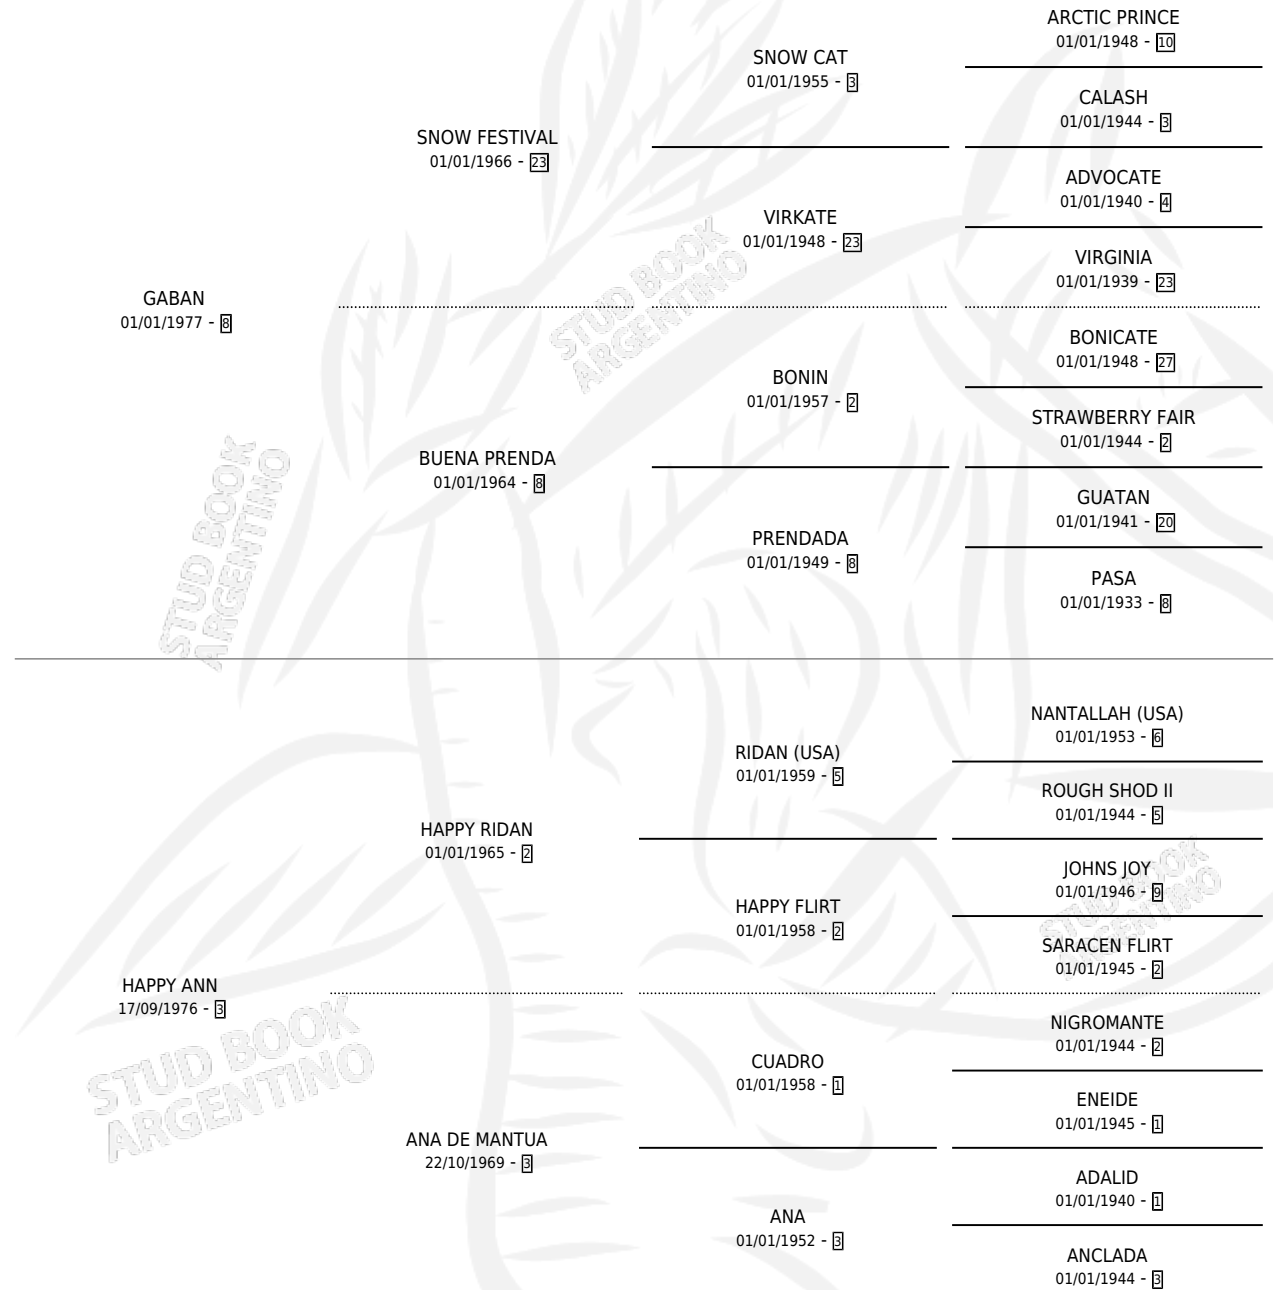 ARCTIC PRINCE
01/01/1948 - 10
SNOW CAT
01/01/1955 - 3
CALASH
01/01/1944 - 3
SNOW FESTIVAL
01/01/1966 - 23
ADVOCATE
01/01/1940 - 4
VIRKATE
01/01/1948 - 23
VIRGINIA
01/01/1939 - 23
GABAN
01/01/1977 - 8
BONICATE
01/01/1948 - 27
BONIN
01/01/1957 - 2
STRAWBERRY FAIR
01/01/1944 - 2
BUENA PRENDA
01/01/1964 - 8
GUATAN
01/01/1941 - 20
PRENDADA
01/01/1949 - 8
PASA
01/01/1933 - 8
STUD BOOK
ARGENTINO
STUD BOOK
ARGENTINO
NANTALLAH (USA)
01/01/1953 - 6
RIDAN (USA)
01/01/1959 - 5
ROUGH SHOD II
01/01/1944 - 5
HAPPY RIDAN
01/01/1965 - 2
JOHNS JOY
01/01/1946 - 9
HAPPY FLIRT
01/01/1958 - 2
SARACEN FLIRT
01/01/1945 - 2
HAPPY ANN
17/09/1976 - 3
NIGROMANTE
01/01/1944 - 2
CUADRO
01/01/1958 - 1
ENEIDE
01/01/1945 - 1
ANA DE MANTUA
22/10/1969 - 3
ADALID
01/01/1940 - 1
ANA
01/01/1952 - 3
ANCLADA
01/01/1944 - 3
STUD BOOK
ARGENTINO
STUD BOOK
ARGENTINO